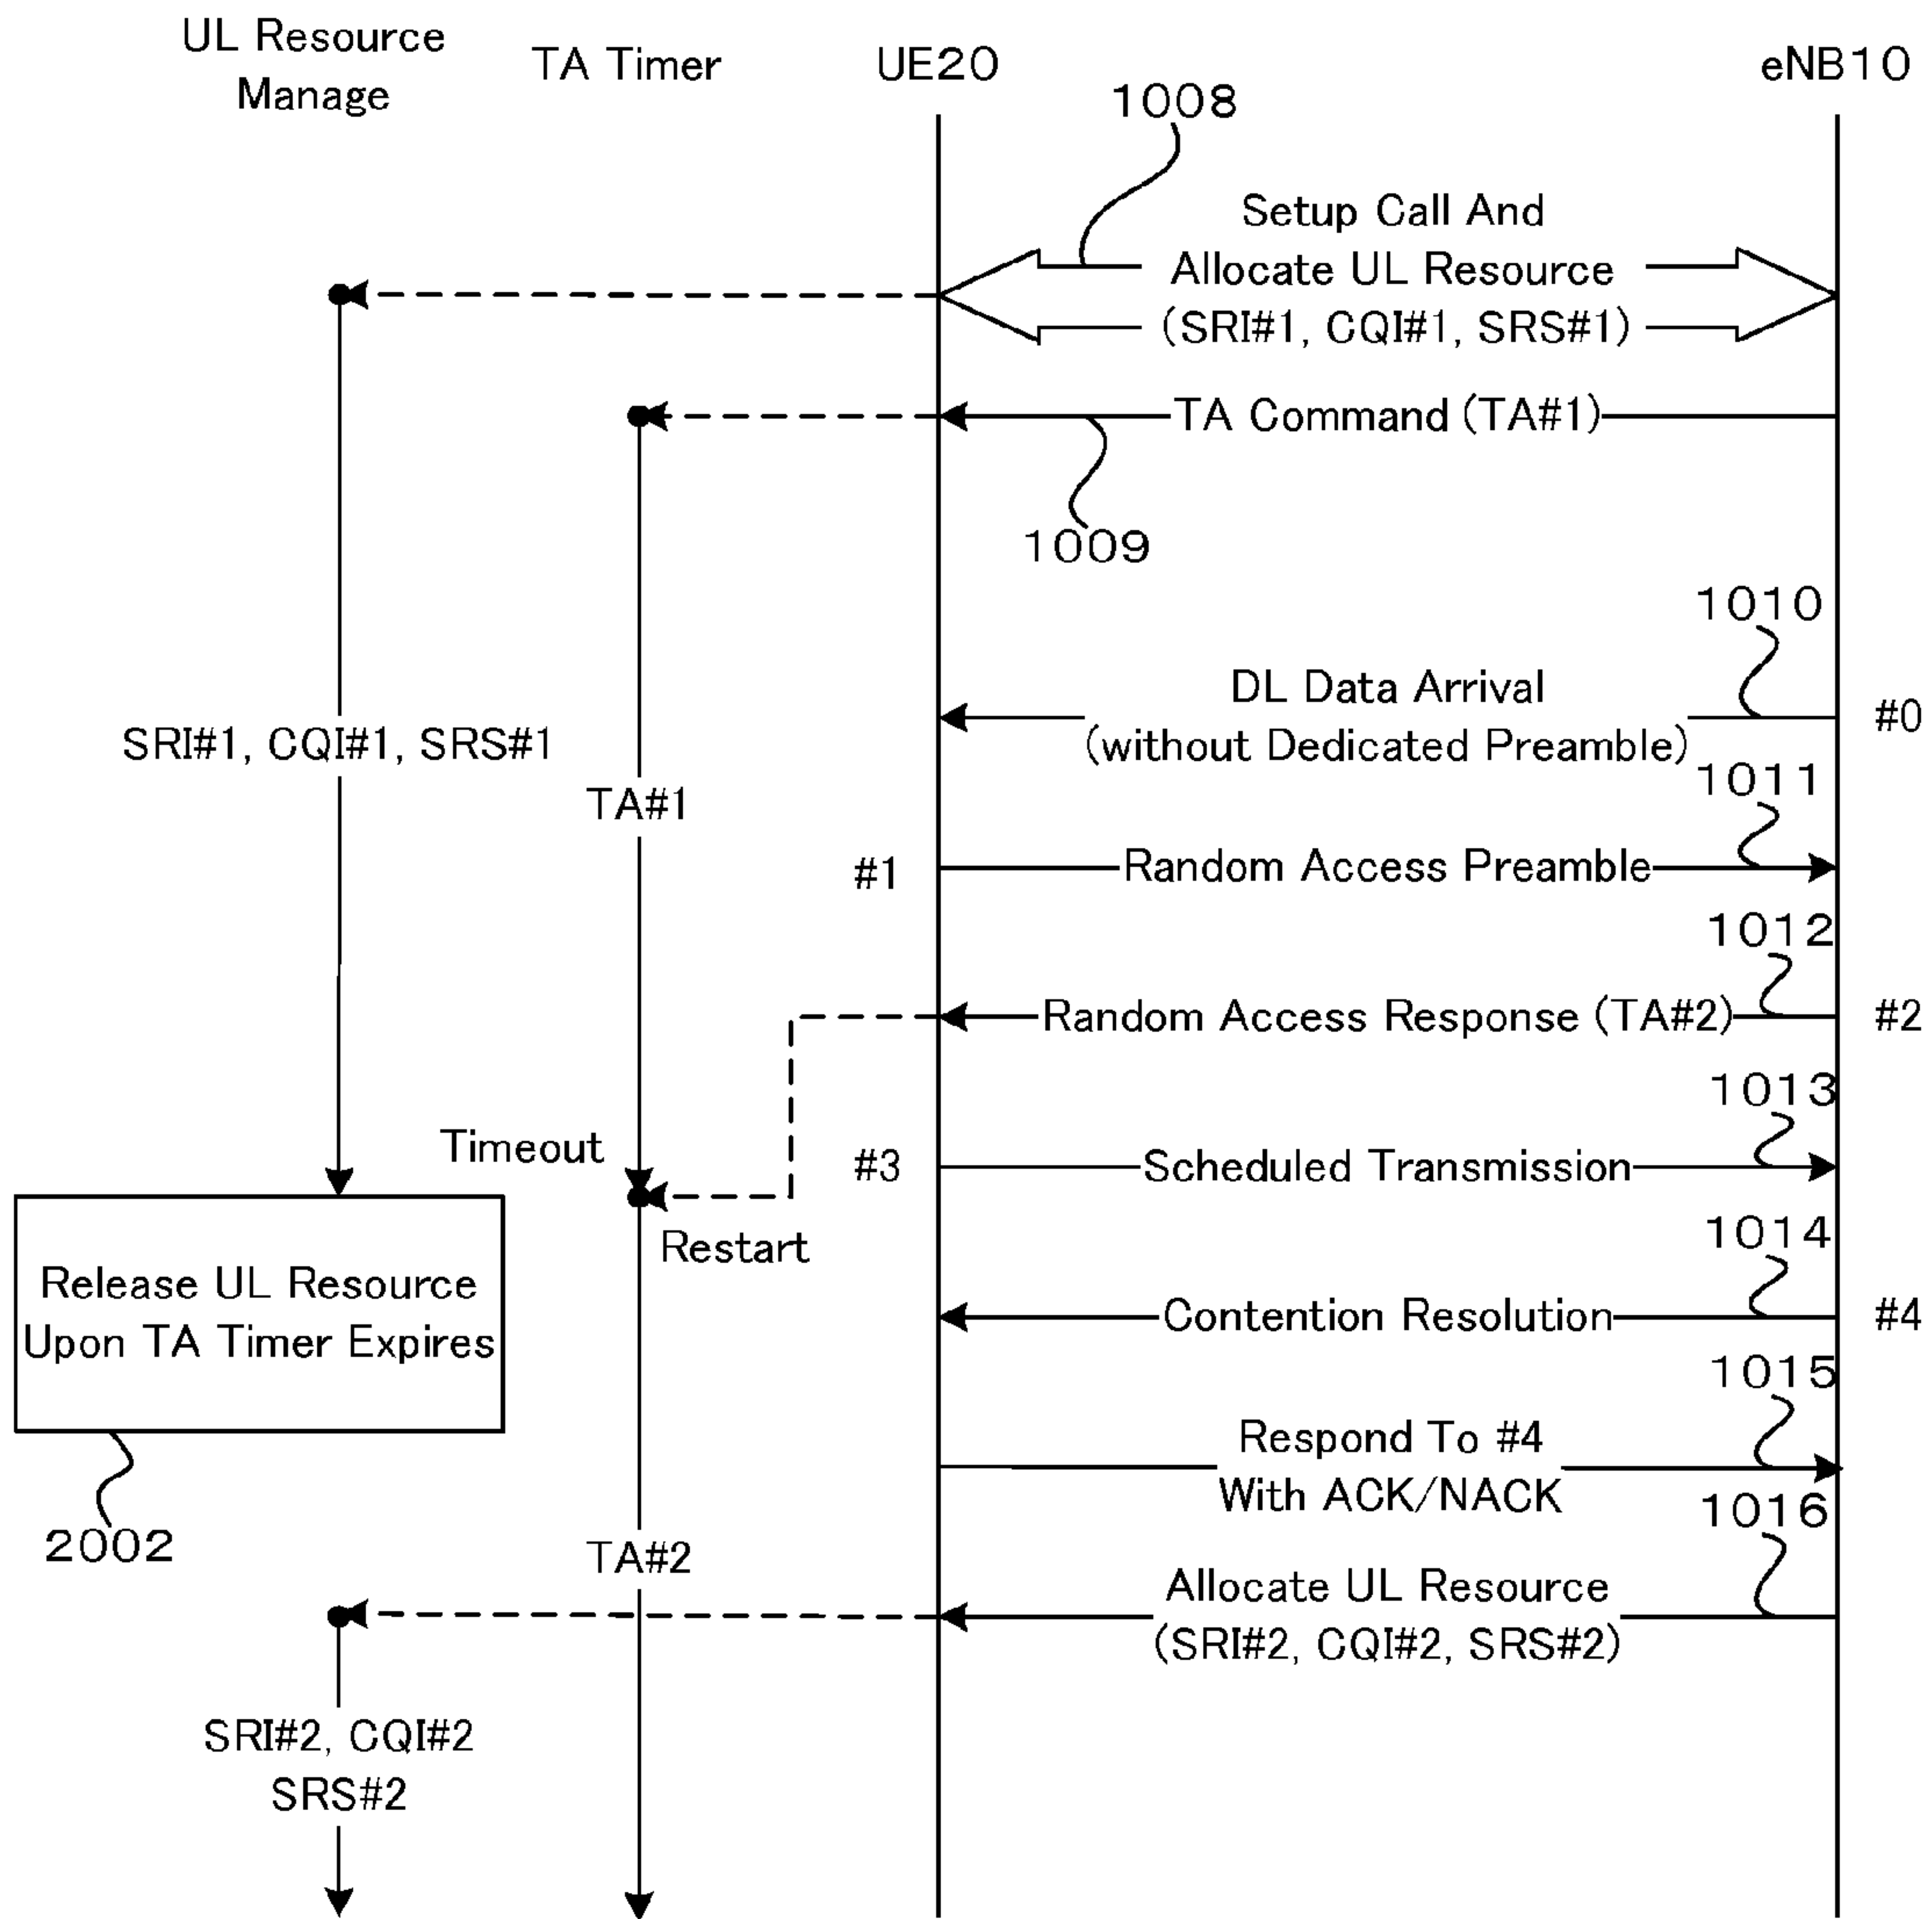 UL Resource
Manage
TA Timer
UE20
eNB10
1008
Setup Call And
Allocate UL Resource
(SRI#1, CQI#1, SRS#1)
TA Command (TA#1)
1009
1010
DL Data Arrival
(without Dedicated Preamble)
#0
SRI#1, CQI#1, SRS#1
TA#1
1011
#1
Random Access Preamble
1012
Random Access Response (TA#2)
#2
1013
Timeout
#3
Scheduled Transmission
Restart
1014
Release UL Resource
Upon TA Timer Expires
Contention Resolution
#4
1015
Respond To #4
With ACK/NACK
2002
1016
TA#2
Allocate UL Resource
(SRI#2, CQI#2, SRS#2)
SRI#2, CQI#2
SRS#2